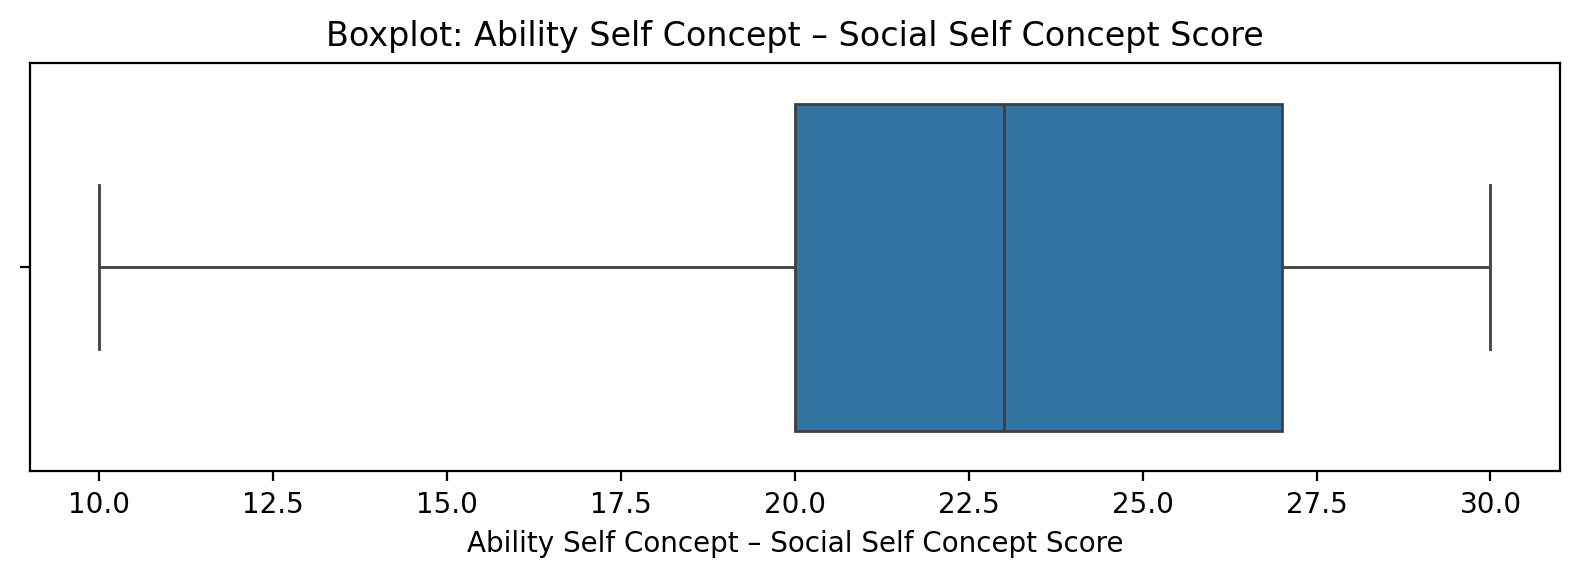 Boxplot: Ability Self Concept – Social Self Concept Score
10.0 12.5 15.0 17.5 20.0 22.5 25.0 27.5 30.0
Ability Self Concept – Social Self Concept Score